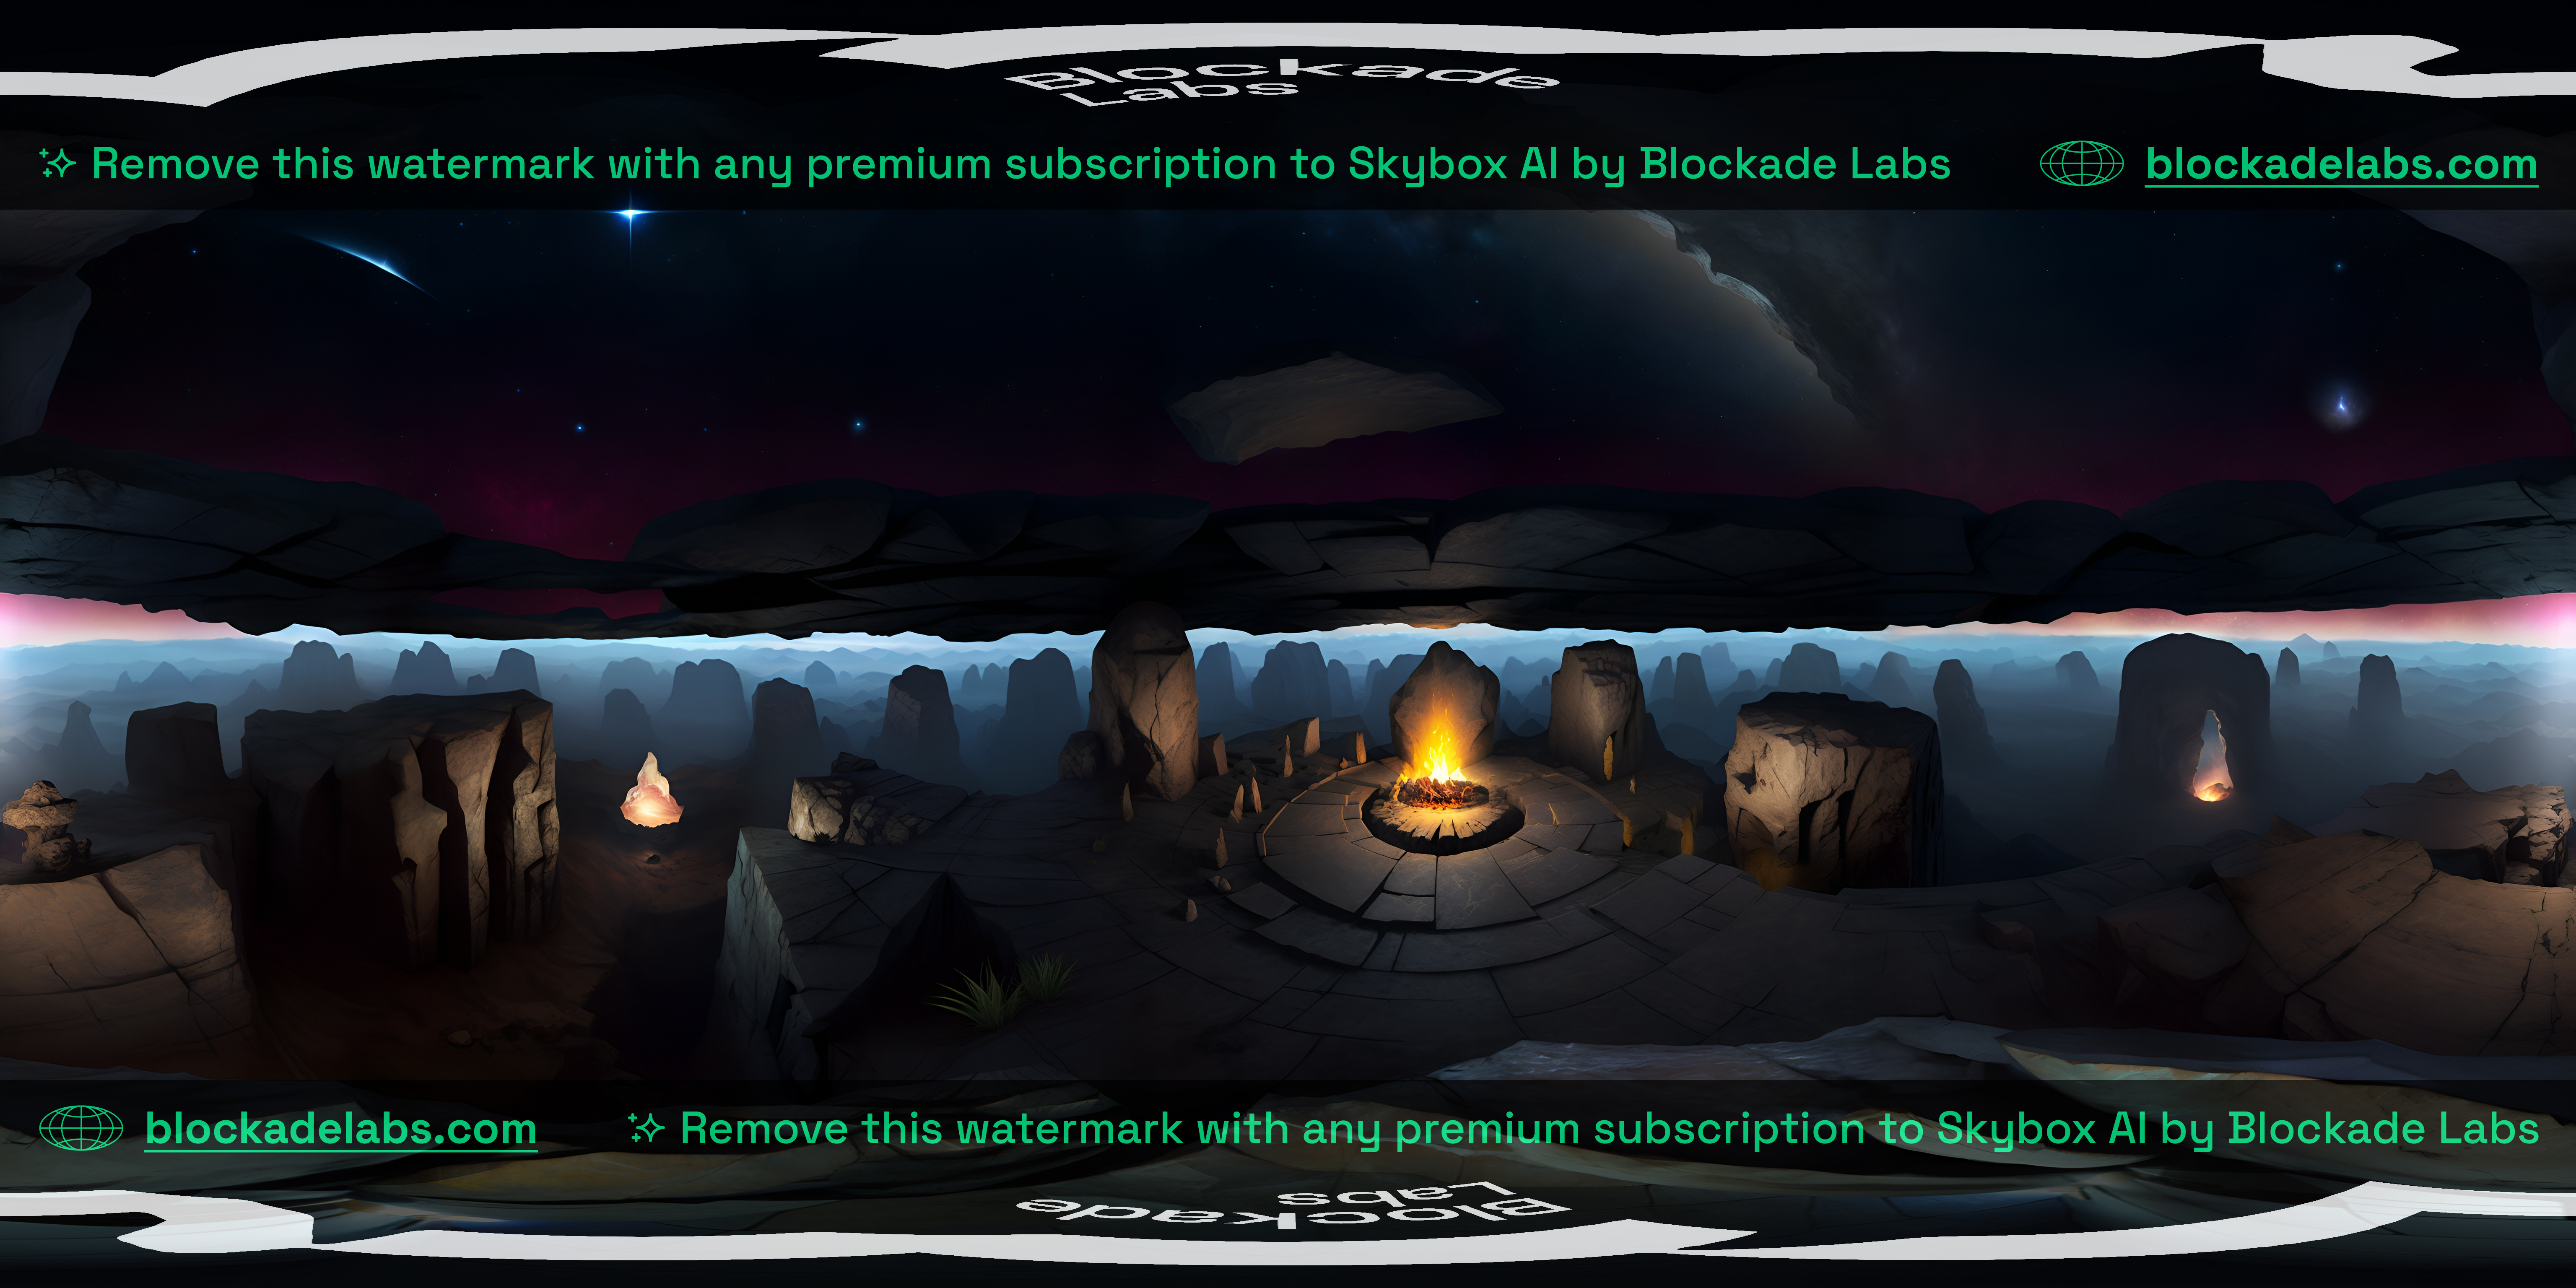 Blockade
Labs
Remove this watermark with any premium subscription to Skybox AI by Blockade Labs
blockadelabs.com
blockadelabs.com
Remove this watermark with any premium subscription to Skybox AI by Blockade Labs
Labs
Blockade